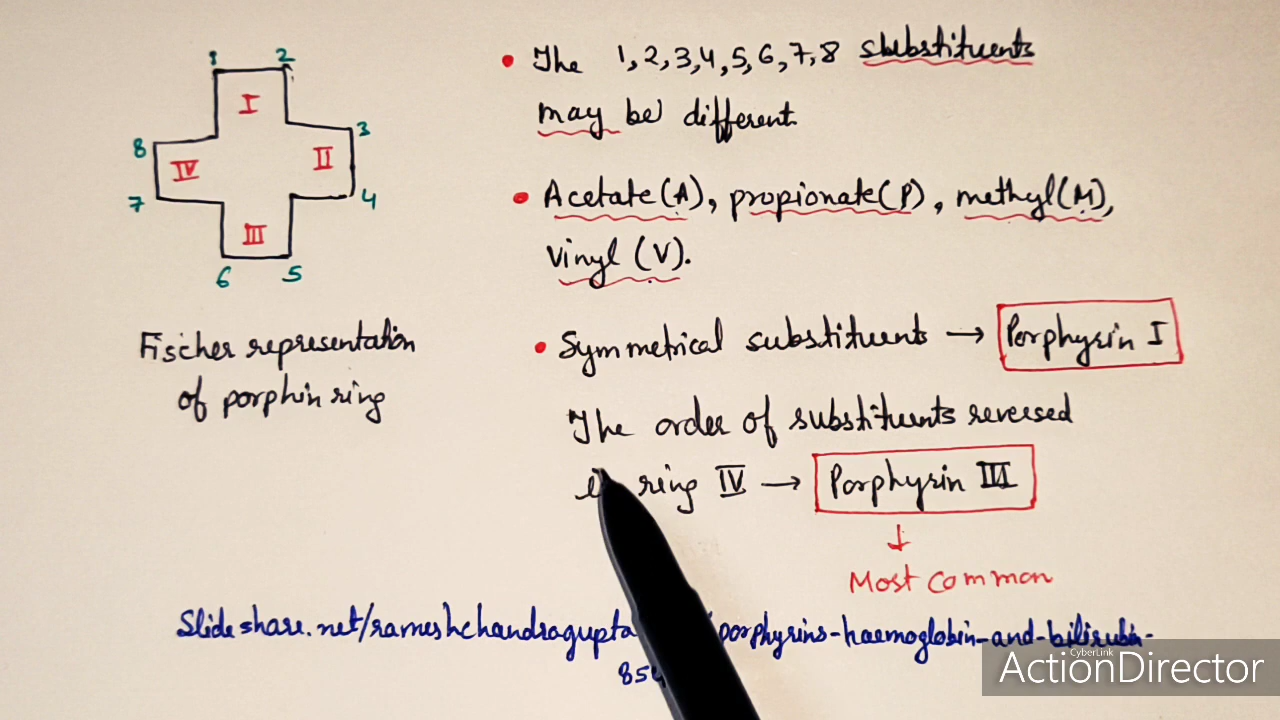 1 2
I
8 3
IV II
7 4
III
6 5
Fischer representation
of porphin ring
• The 1,2,3,4,5,6,7,8 substituents
may be different
• Acetate(A), propionate(P), methyl(M),
vinyl (V).
• Symmetrical substituents → Porphyrin I
The order of substituents reversed
ring IV → Porphyrin III
↓
Most common
Slideshare.net/rameshchandragupta porphyrins-haemoglobin-and-bilirubin-
85
CyberLink
ActionDirector